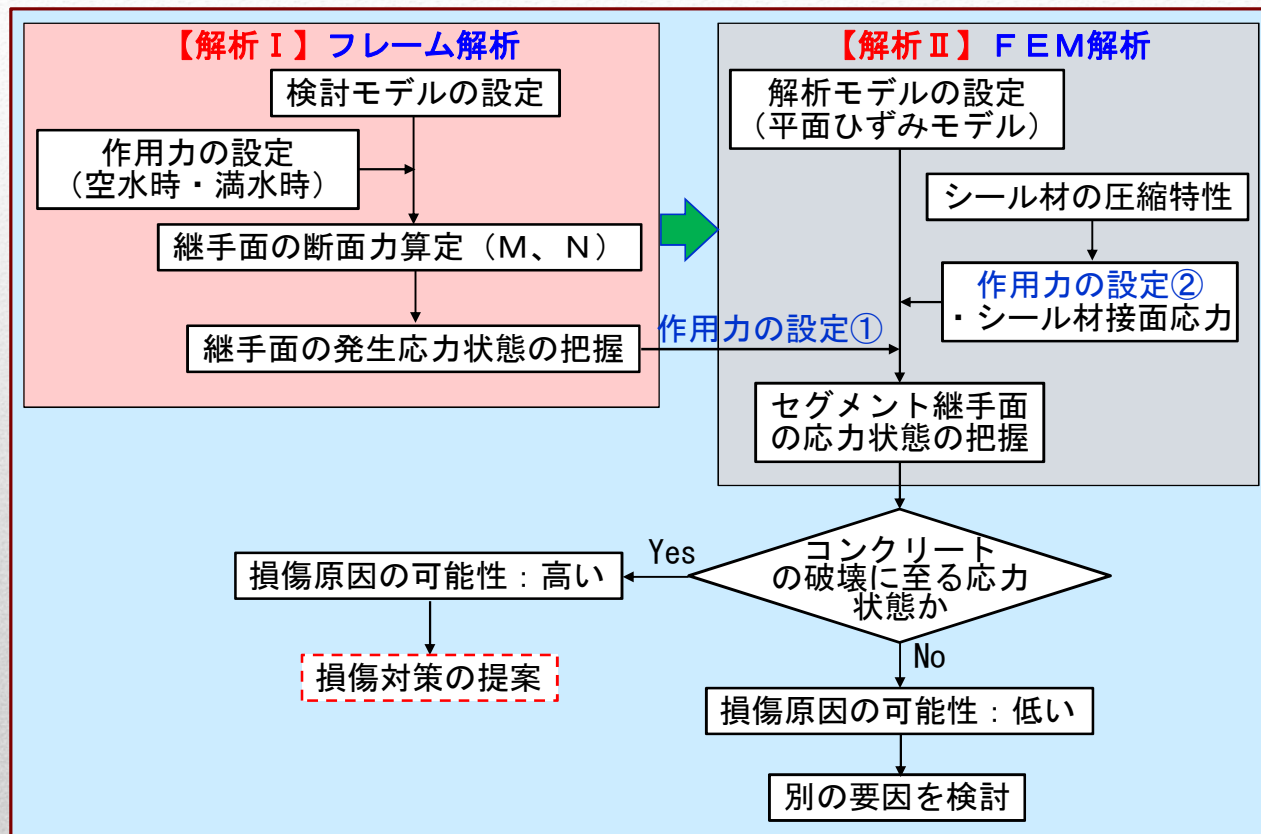 【解析Ⅰ】フレーム解析
検討モデルの設定
作用力の設定
（空水時・満水時）
継手面の断面力算定（Ｍ、Ｎ）
継手面の発生応力状態の把握
作用力の設定①
【解析Ⅱ】ＦＥＭ解析
解析モデルの設定
（平面ひずみモデル）
シール材の圧縮特性
作用力の設定②
・シール材接面応力
セグメント継手面
の応力状態の把握
コンクリート
の破壊に至る応力
状態か
Yes
損傷原因の可能性：高い
損傷対策の提案
No
損傷原因の可能性：低い
別の要因を検討